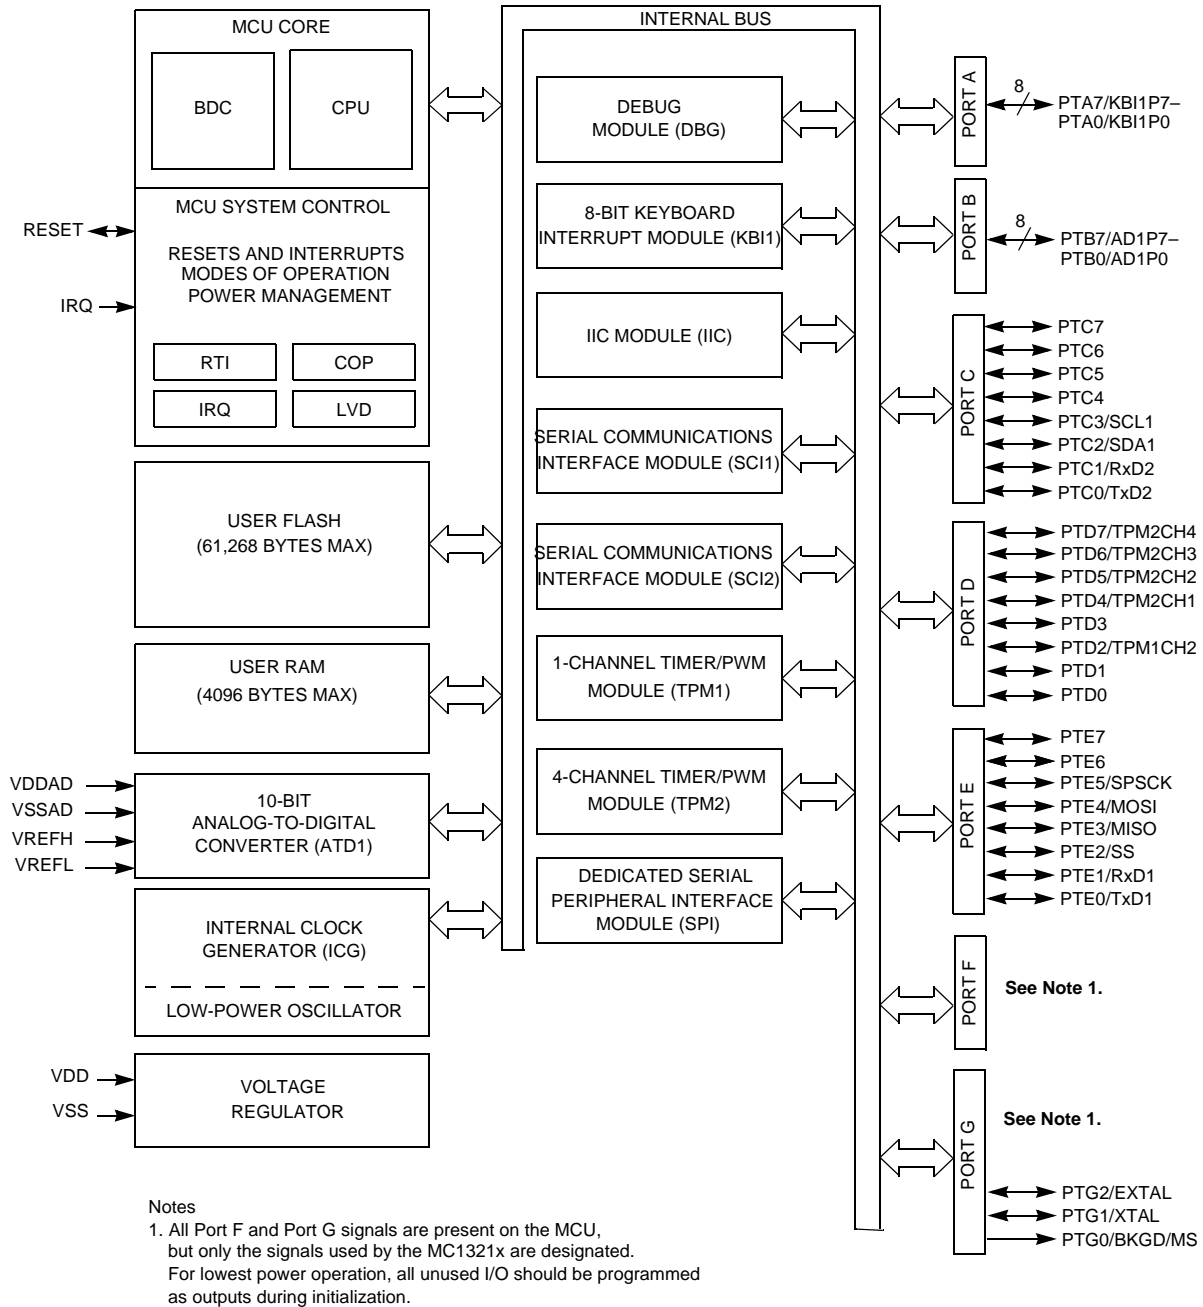 MCU CORE
BDC
CPU
MCU SYSTEM CONTROL
RESETS AND INTERRUPTS
MODES OF OPERATION
POWER MANAGEMENT
RTI
COP
IRQ
LVD
RESET
IRQ
USER FLASH
(61,268 BYTES MAX)
USER RAM
(4096 BYTES MAX)
VDDAD
VSSAD
VREFH
VREFL
10-BIT
ANALOG-TO-DIGITAL
CONVERTER (ATD1)
INTERNAL CLOCK
GENERATOR (ICG)
LOW-POWER OSCILLATOR
VDD
VSS
VOLTAGE
REGULATOR
INTERNAL BUS
DEBUG
MODULE (DBG)
8-BIT KEYBOARD
INTERRUPT MODULE (KBI1)
IIC MODULE (IIC)
SERIAL COMMUNICATIONS
INTERFACE MODULE (SCI1)
SERIAL COMMUNICATIONS
INTERFACE MODULE (SCI2)
1-CHANNEL TIMER/PWM
MODULE (TPM1)
4-CHANNEL TIMER/PWM
MODULE (TPM2)
DEDICATED SERIAL
PERIPHERAL INTERFACE
MODULE (SPI)
PORT A
8
PTA7/KBI1P7–
PTA0/KBI1P0
PORT B
8
PTB7/AD1P7–
PTB0/AD1P0
PORT C
PTC7
PTC6
PTC5
PTC4
PTC3/SCL1
PTC2/SDA1
PTC1/RxD2
PTC0/TxD2
PORT D
PTD7/TPM2CH4
PTD6/TPM2CH3
PTD5/TPM2CH2
PTD4/TPM2CH1
PTD3
PTD2/TPM1CH2
PTD1
PTD0
PORT E
PTE7
PTE6
PTE5/SPSCK
PTE4/MOSI
PTE3/MISO
PTE2/SS
PTE1/RxD1
PTE0/TxD1
PORT F
See Note 1.
PORT G
See Note 1.
PTG2/EXTAL
PTG1/XTAL
PTG0/BKGD/MS
Notes
1. All Port F and Port G signals are present on the MCU,
but only the signals used by the MC1321x are designated.
For lowest power operation, all unused I/O should be programmed
as outputs during initialization.